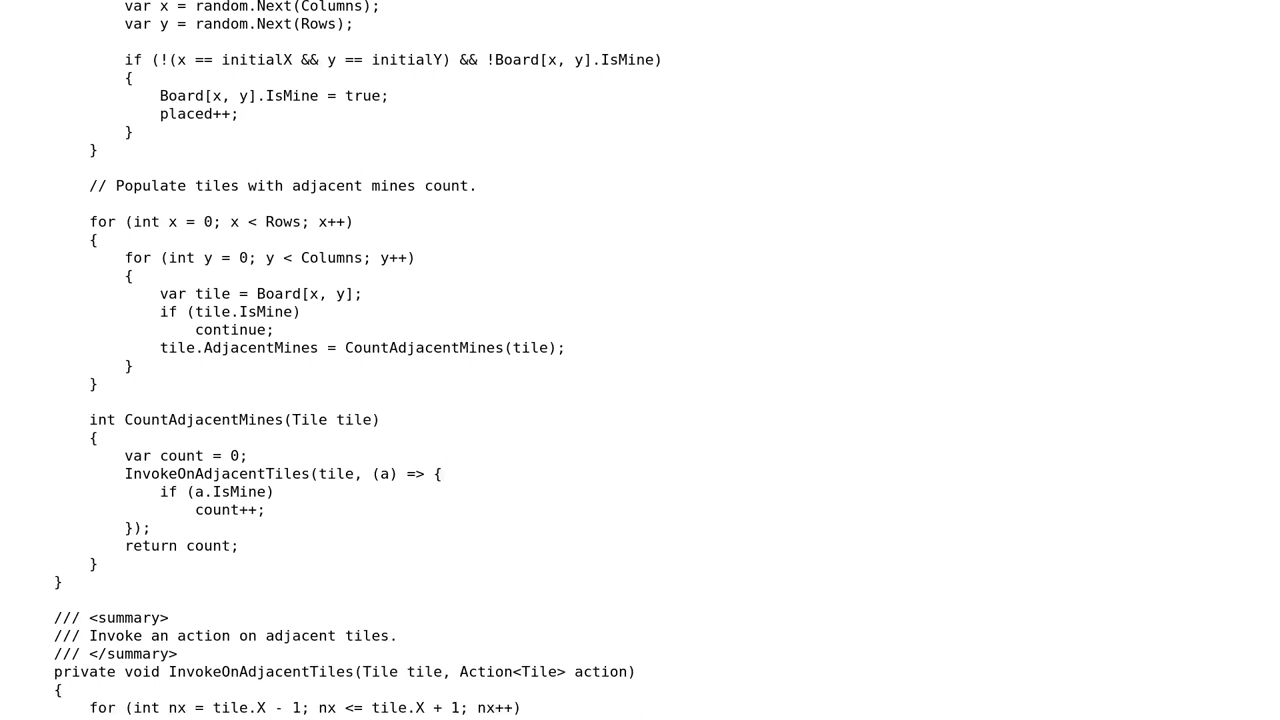 var x = random.Next(Columns);
var y = random.Next(Rows);
if (!(x == initialX && y == initialY) && !Board[x, y].IsMine)
{
Board[x, y].IsMine = true;
placed++;
}
}
// Populate tiles with adjacent mines count.
for (int x = 0; x < Rows; x++)
{
for (int y = 0; y < Columns; y++)
{
var tile = Board[x, y];
if (tile.IsMine)
continue;
tile.AdjacentMines = CountAdjacentMines(tile);
}
}
int CountAdjacentMines(Tile tile)
{
var count = 0;
InvokeOnAdjacentTiles(tile, (a) => {
if (a.IsMine)
count++;
});
return count;
}
}
/// <summary>
/// Invoke an action on adjacent tiles.
/// </summary>
private void InvokeOnAdjacentTiles(Tile tile, Action<Tile> action)
{
for (int nx = tile.X - 1; nx <= tile.X + 1; nx++)